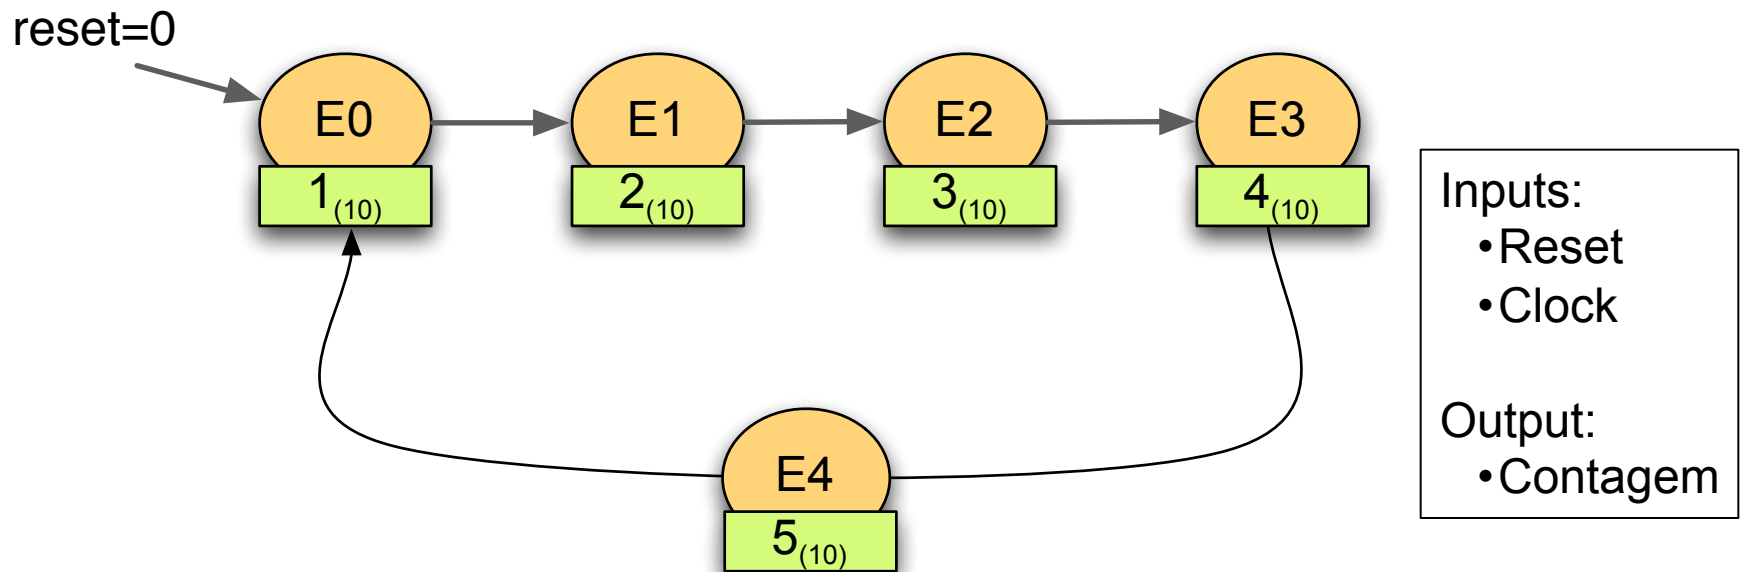 reset=0
E0
E1
E2
E3
1(10)
2(10)
3(10)
4(10)
Inputs:
•Reset
•Clock
Output:
•Contagem
E4
5(10)